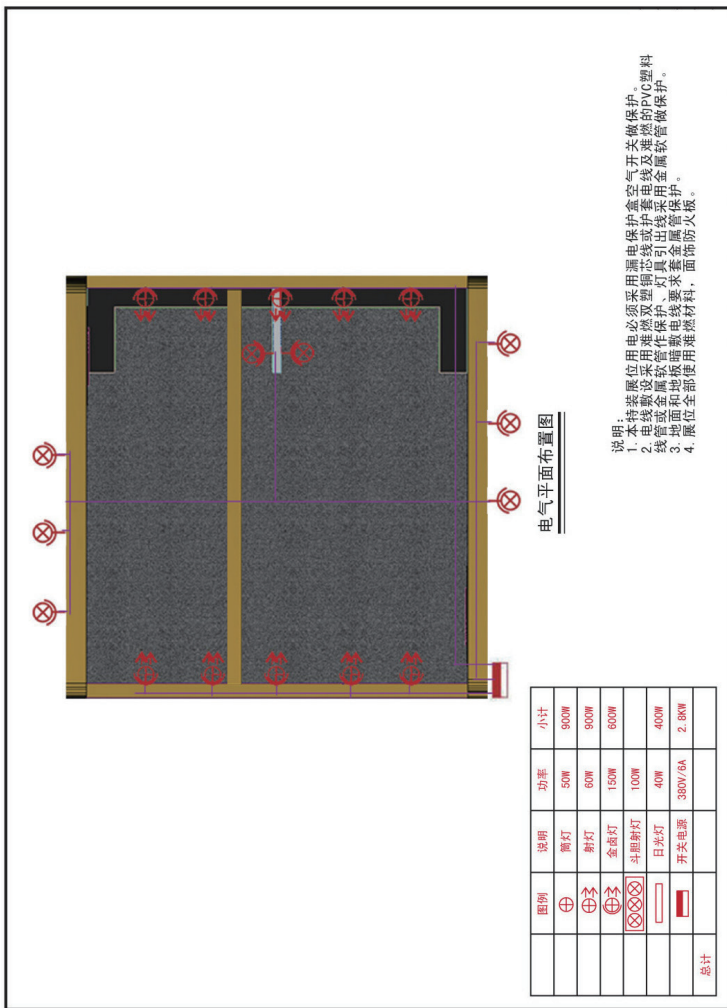 电气平面布置图
说明:
1. 本特装展位用电必须采用漏电保护盒空气开关做保护。
2. 电线敷设采用难燃双塑铜芯线或护套电线及难燃的PVC塑料
线管或金属软管作保护、灯具引出线采用金属软管做保护。
3. 地面和地板暗敷电线要求套金属管保护。
4. 展位全部使用难燃材料，面饰防火板。
图例 说明 功率 小计
筒灯 50W 900W
射灯 60W 900W
金卤灯 150W 600W
斗胆射灯 100W
日光灯 40W 400W
开关电源 380V/6A 2.8KW
总计